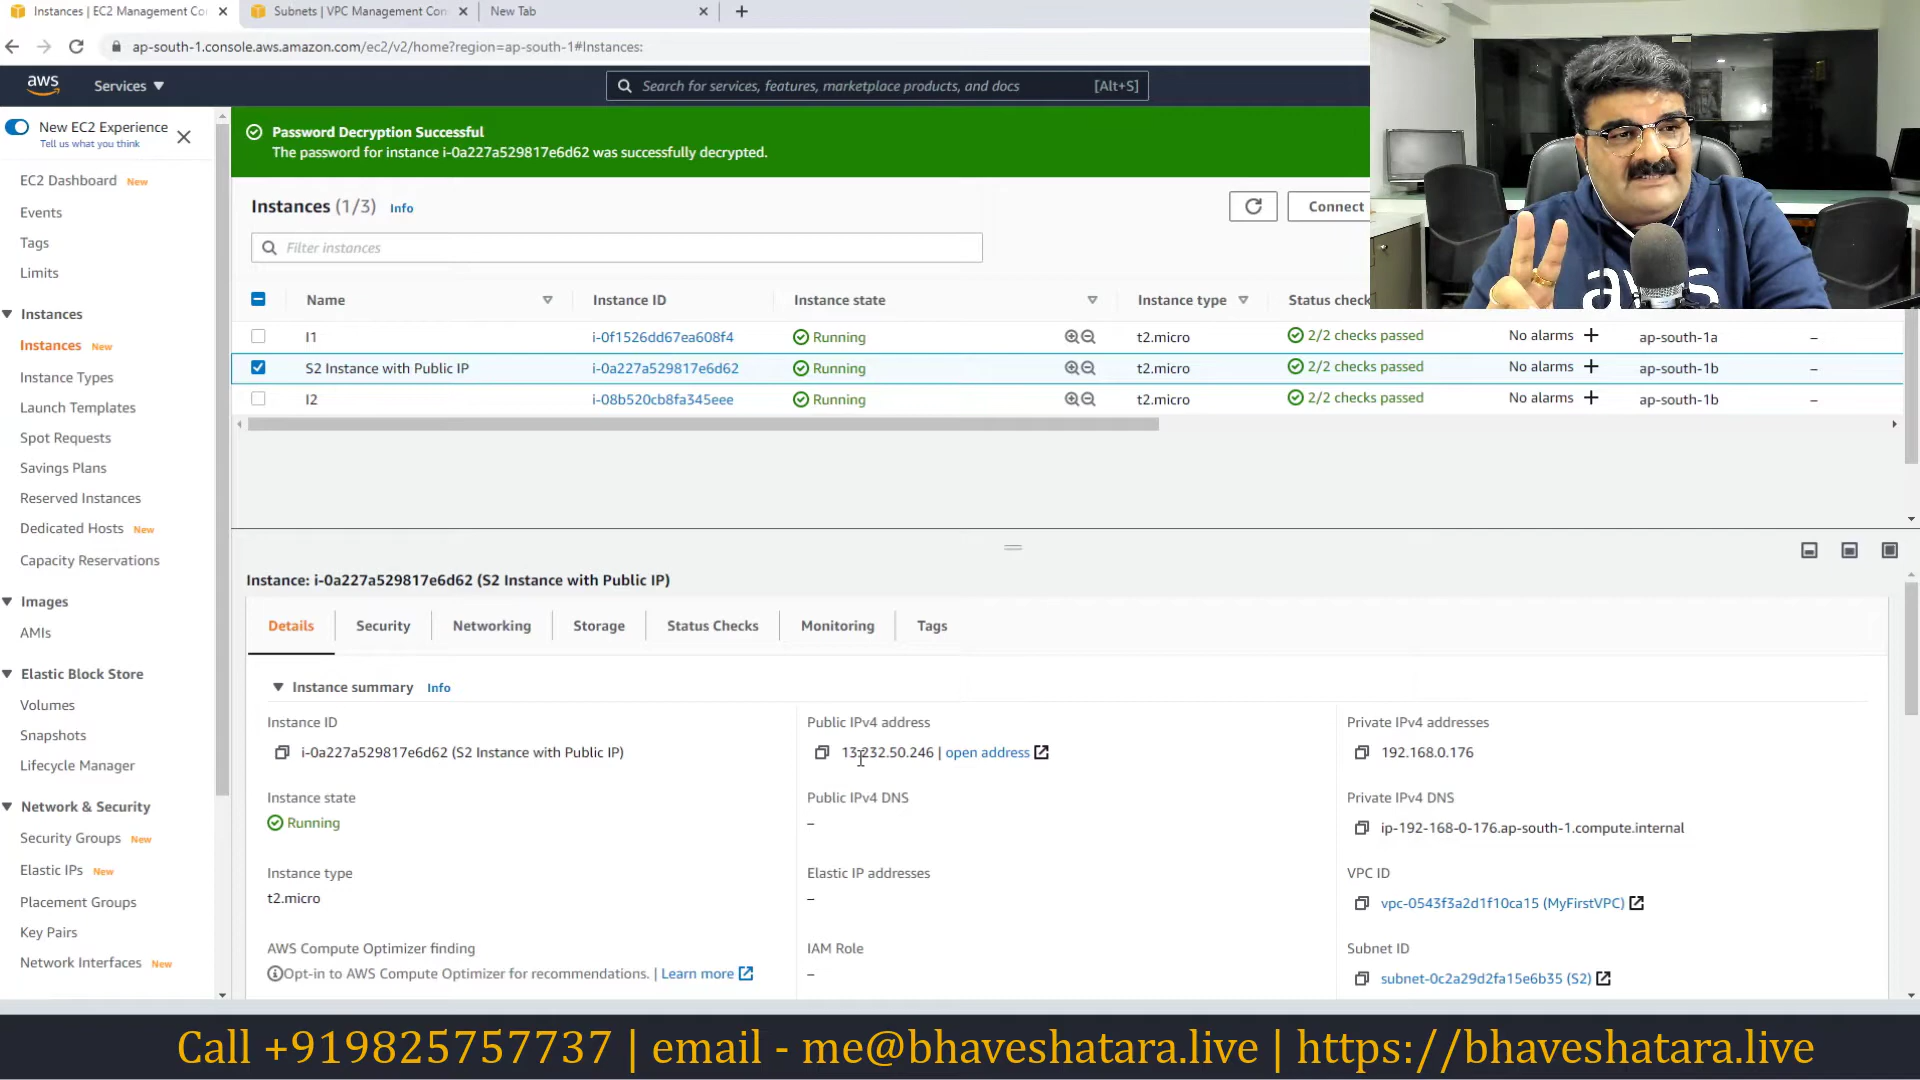 Instances | EC2 Management Con
Subnets | VPC Management Con
New Tab
ap-south-1.console.aws.amazon.com/ec2/v2/home?region=ap-south-1#Instances:
aws
Services
Search for services, features, marketplace products, and docs
[Alt+S]
New EC2 Experience
Tell us what you think
EC2 Dashboard New
Events
Tags
Limits
Instances
Instances New
Instance Types
Launch Templates
Spot Requests
Savings Plans
Reserved Instances
Dedicated Hosts New
Capacity Reservations
Images
AMIs
Elastic Block Store
Volumes
Snapshots
Lifecycle Manager
Network & Security
Security Groups New
Elastic IPs New
Placement Groups
Key Pairs
Network Interfaces New
Password Decryption Successful
The password for instance i-0a227a529817e6d62 was successfully decrypted.
Instances (1/3) Info
Connect
Filter instances
Name Instance ID Instance state Instance type Status check
I1 i-0f1526dd67ea608f4 Running t2.micro 2/2 checks passed No alarms + ap-south-1a –
S2 Instance with Public IP i-0a227a529817e6d62 Running t2.micro 2/2 checks passed No alarms + ap-south-1b –
I2 i-08b520cb8fa345eee Running t2.micro 2/2 checks passed No alarms + ap-south-1b –
Instance: i-0a227a529817e6d62 (S2 Instance with Public IP)
Details Security Networking Storage Status Checks Monitoring Tags
Instance summary Info
Instance ID
i-0a227a529817e6d62 (S2 Instance with Public IP)
Public IPv4 address
13.232.50.246 | open address
Private IPv4 addresses
192.168.0.176
Instance state
Running
Public IPv4 DNS
–
Private IPv4 DNS
ip-192-168-0-176.ap-south-1.compute.internal
Instance type
t2.micro
Elastic IP addresses
–
VPC ID
vpc-0543f3a2d1f10ca15 (MyFirstVPC)
AWS Compute Optimizer finding
Opt-in to AWS Compute Optimizer for recommendations. | Learn more
IAM Role
–
Subnet ID
subnet-0c2a29d2fa15e6b35 (S2)
aws
Call +919825757737 | email - me@bhaveshatara.live | https://bhaveshatara.live